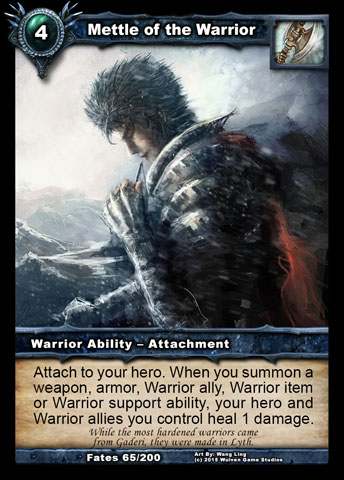 4
Mettle of the Warrior
Warrior Ability – Attachment
Attach to your hero. When you summon a
weapon, armor, Warrior ally, Warrior item
or Warrior support ability, your hero and
Warrior allies you control heal 1 damage.
While the most hardened warriors came
from Gaderi, they were made in Lyth.
Fates 65/200
Art By: Wang Ling
(c) 2015 Wulven Game Studios